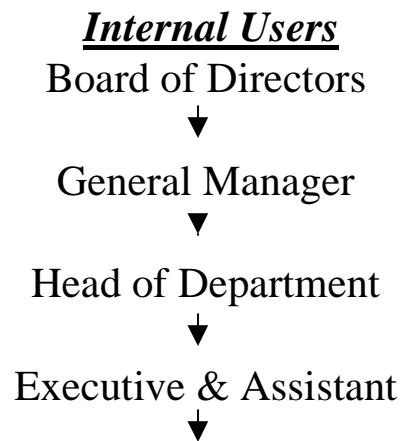 Internal Users
Board of Directors
General Manager
Head of Department
Executive & Assistant